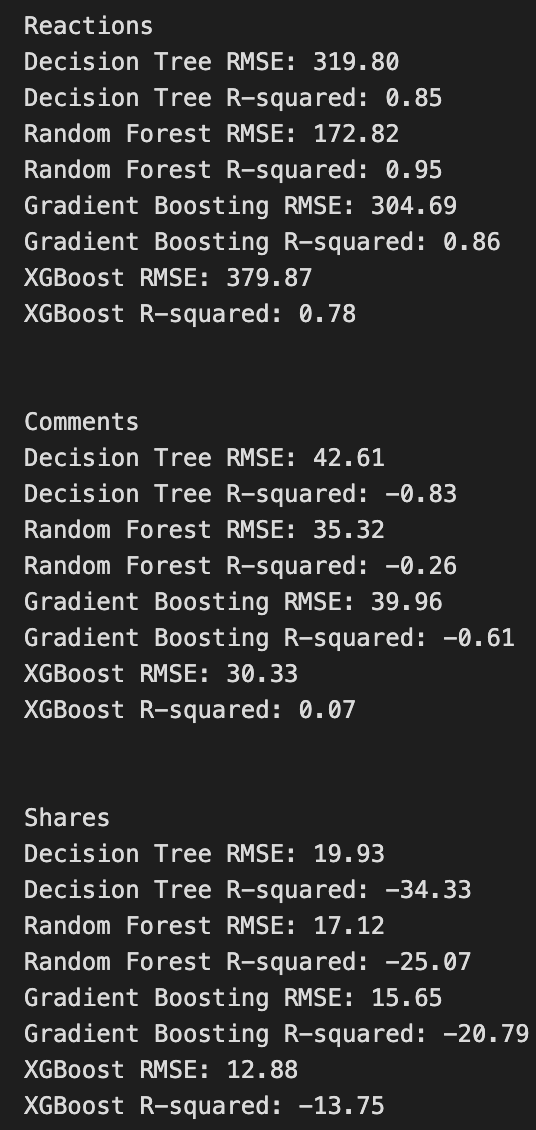 Reactions
Decision Tree RMSE: 319.80
Decision Tree R-squared: 0.85
Random Forest RMSE: 172.82
Random Forest R-squared: 0.95
Gradient Boosting RMSE: 304.69
Gradient Boosting R-squared: 0.86
XGBoost RMSE: 379.87
XGBoost R-squared: 0.78
Comments
Decision Tree RMSE: 42.61
Decision Tree R-squared: -0.83
Random Forest RMSE: 35.32
Random Forest R-squared: -0.26
Gradient Boosting RMSE: 39.96
Gradient Boosting R-squared: -0.61
XGBoost RMSE: 30.33
XGBoost R-squared: 0.07
Shares
Decision Tree RMSE: 19.93
Decision Tree R-squared: -34.33
Random Forest RMSE: 17.12
Random Forest R-squared: -25.07
Gradient Boosting RMSE: 15.65
Gradient Boosting R-squared: -20.79
XGBoost RMSE: 12.88
XGBoost R-squared: -13.75